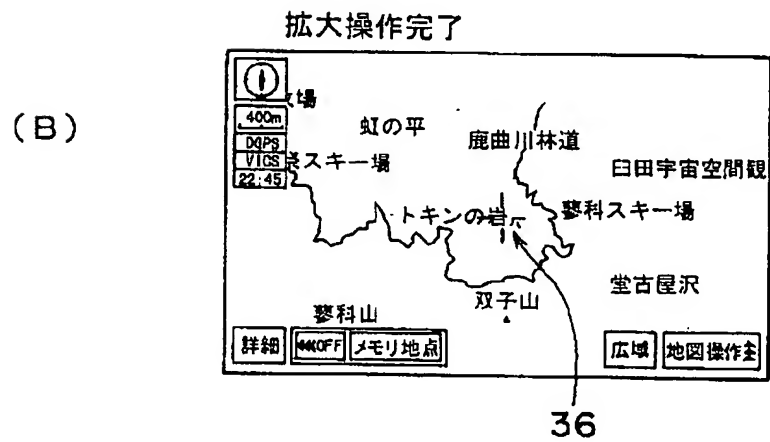 拡大操作完了
(B)
牧場
400m
虹の平
鹿曲川林道
DGPS
VICS
スキー場
22:45
臼田宇宙空間観
トキンの岩
蓼科スキー場
双子山
堂古屋沢
蓼科山
詳細
OFF
メモリ地点
広域
地図操作
36